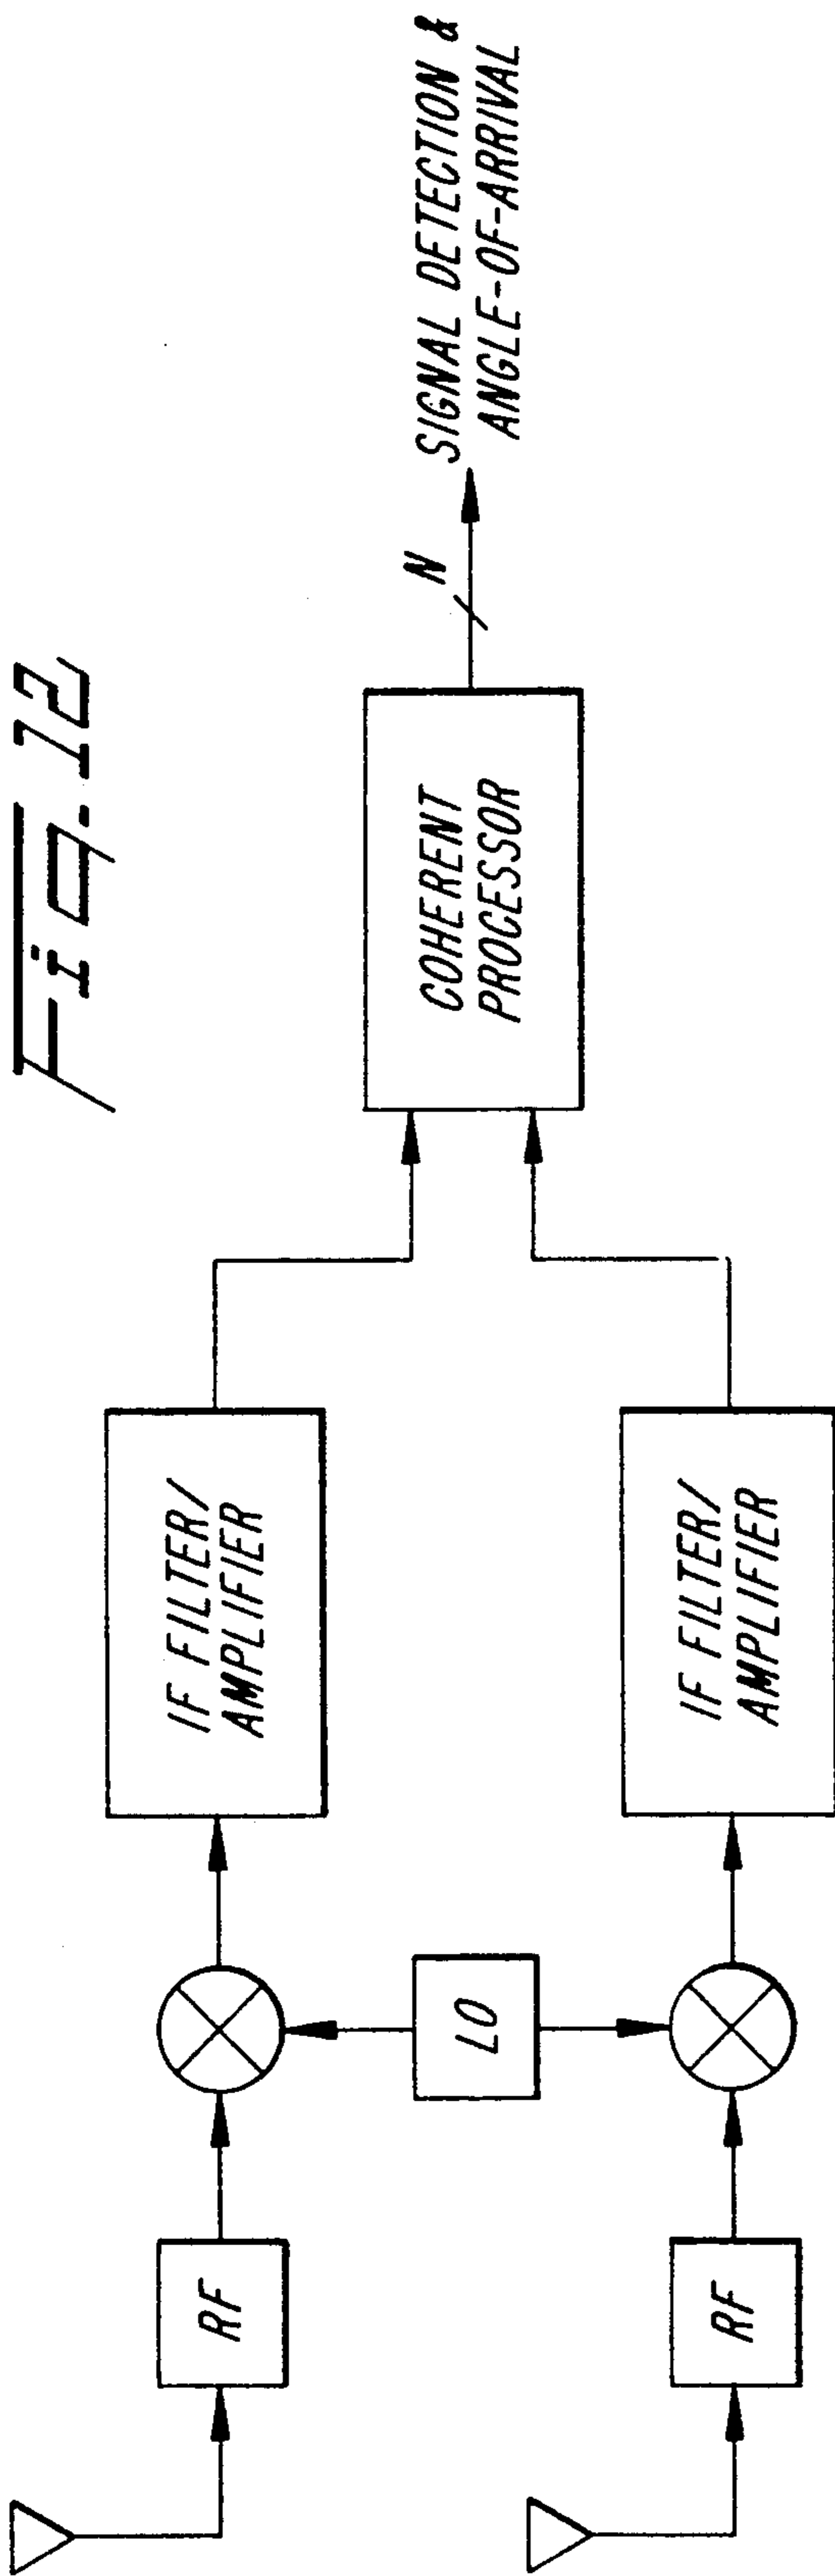 Fig. 12
RF
LO
RF
IF FILTER/
AMPLIFIER
IF FILTER/
AMPLIFIER
COHERENT
PROCESSOR
N
SIGNAL DETECTION &
ANGLE-OF-ARRIVAL